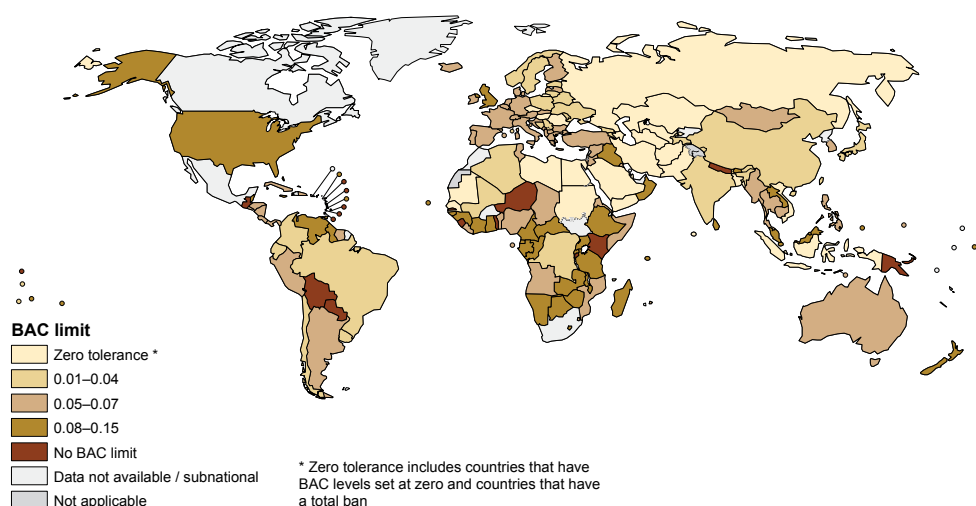 BAC limit
Zero tolerance *
0.01–0.04
0.05–0.07
0.08–0.15
No BAC limit
Data not available / subnational
Not applicable
* Zero tolerance includes countries that have
BAC levels set at zero and countries that have
a total ban